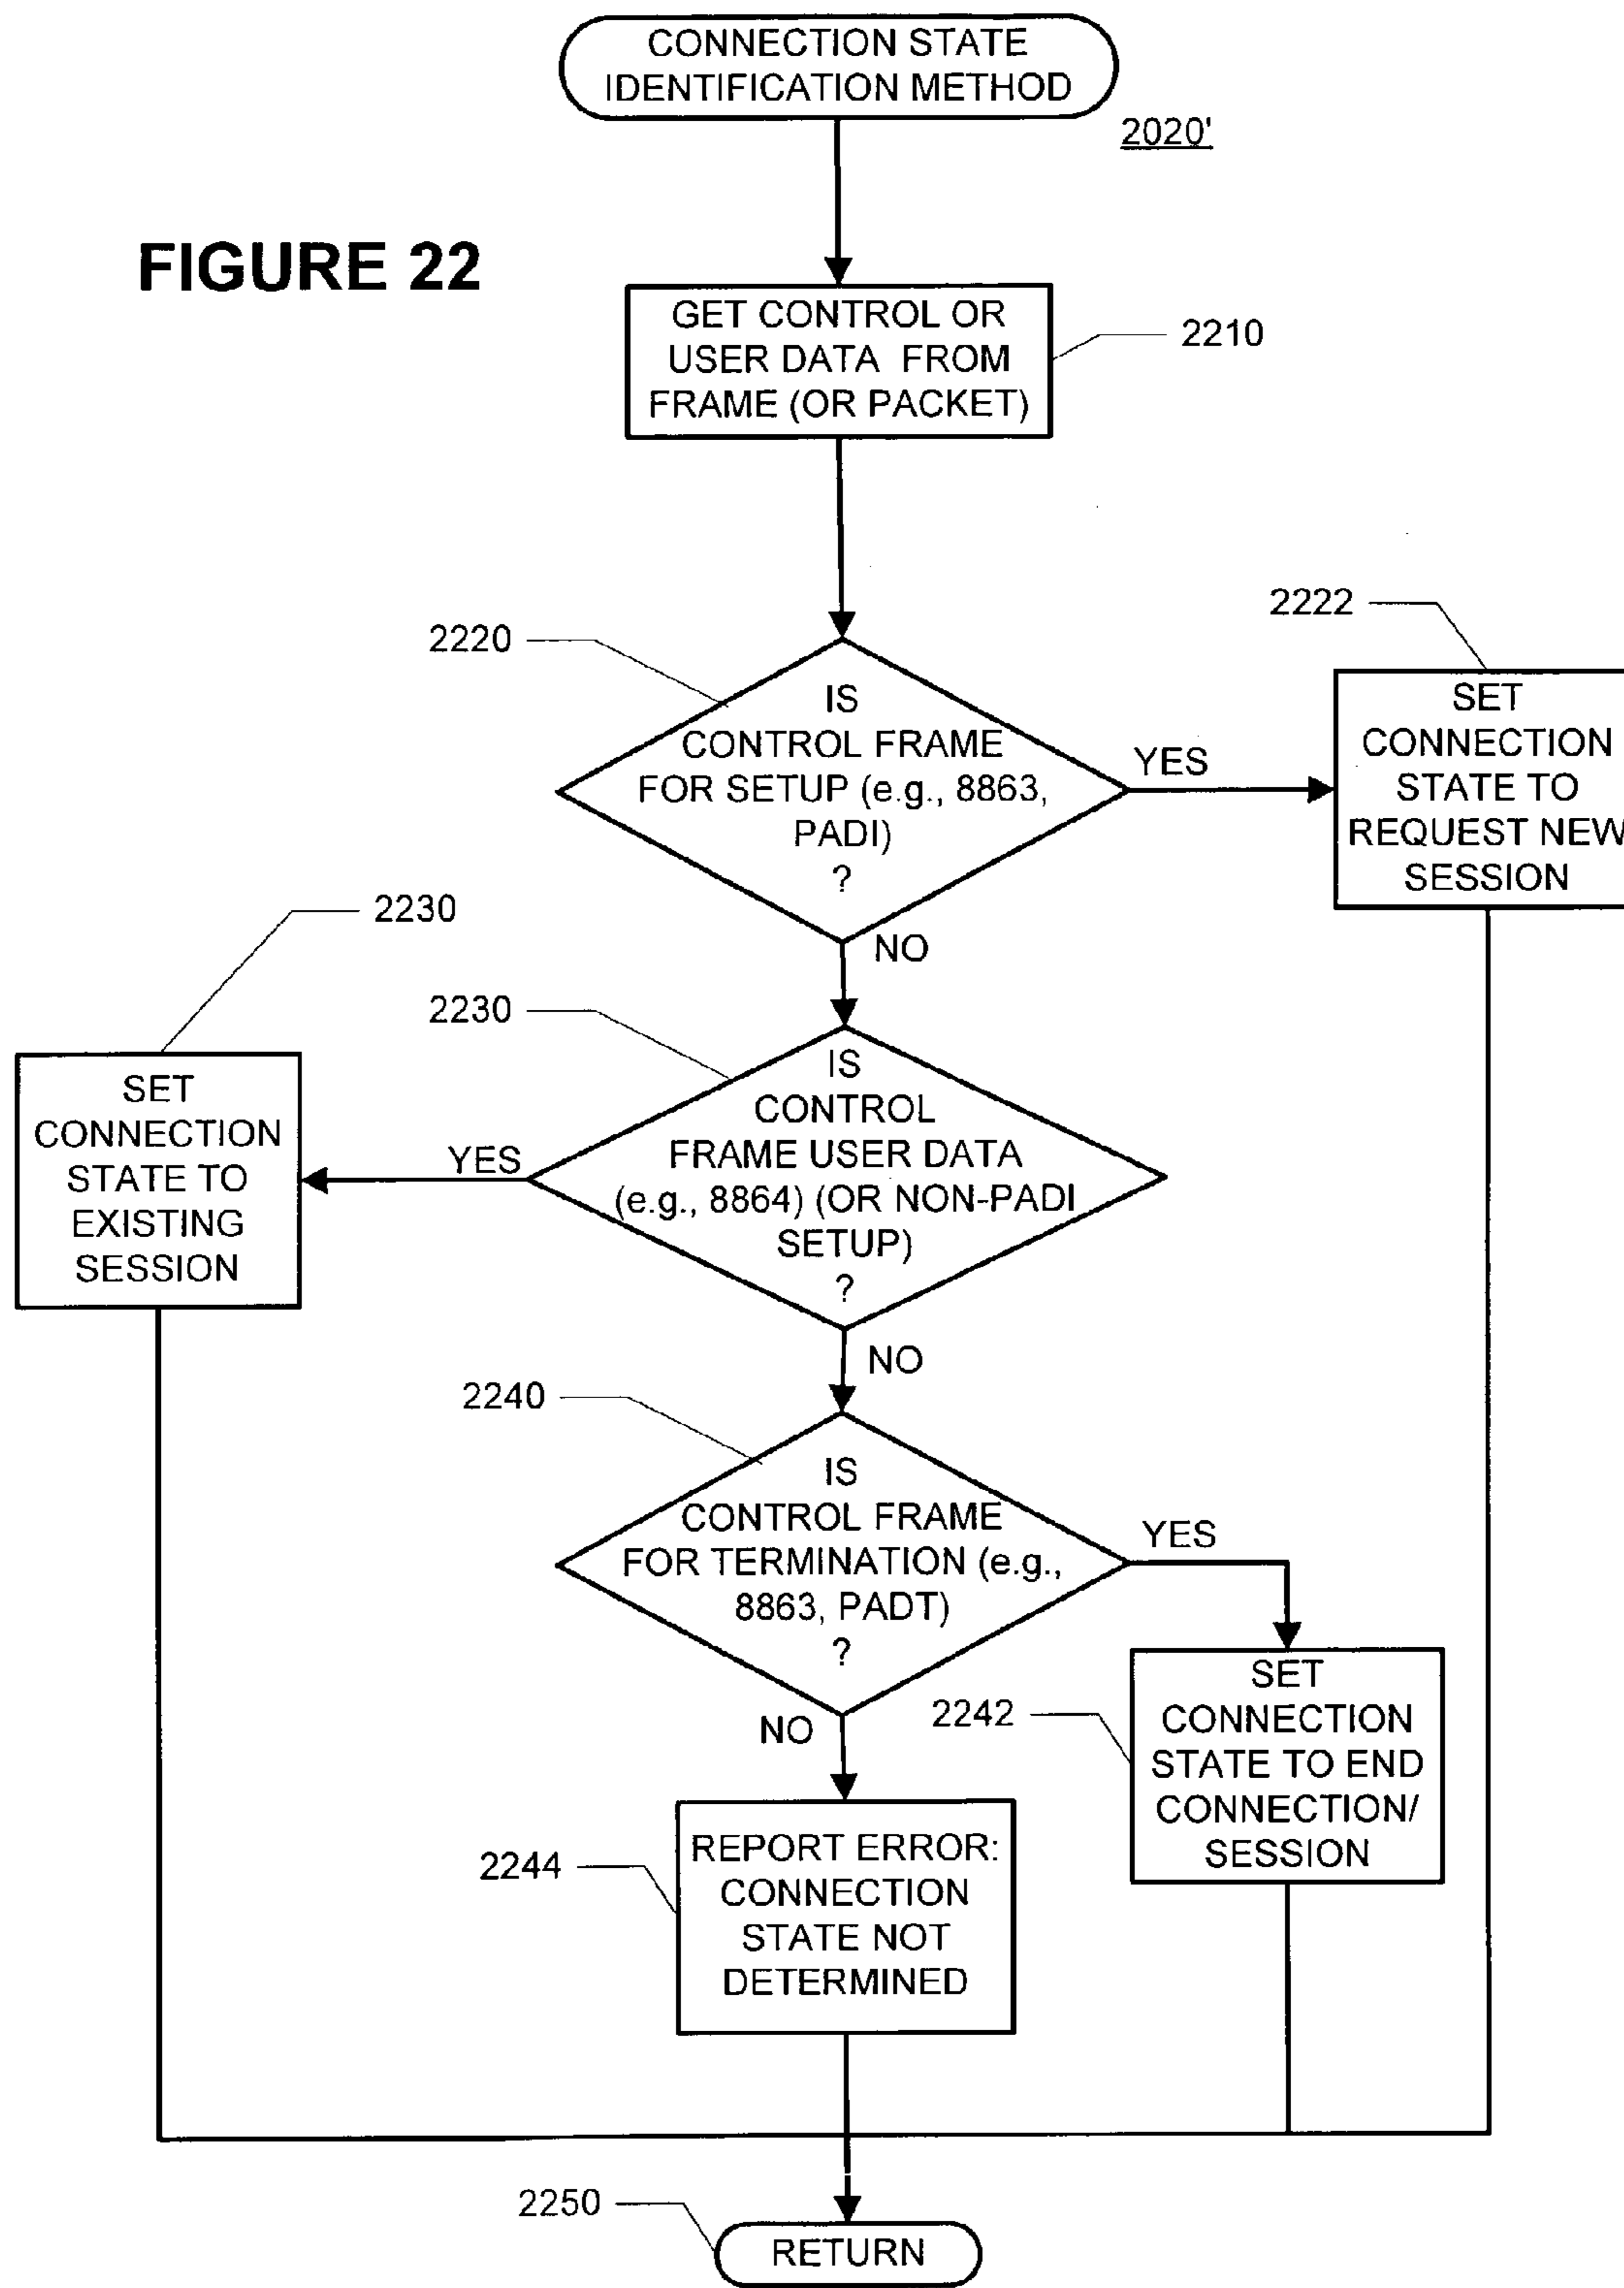 CONNECTION STATE
IDENTIFICATION METHOD
2020'
FIGURE 22
GET CONTROL OR
USER DATA FROM
FRAME (OR PACKET)
2210
2222
2220
IS
CONTROL FRAME
FOR SETUP (e.g., 8863,
PADI)
?
YES
SET
CONNECTION
STATE TO
REQUEST NEW
SESSION
NO
2230
2230
SET
CONNECTION
STATE TO
EXISTING
SESSION
YES
IS
CONTROL
FRAME USER DATA
(e.g., 8864) (OR NON-PADI
SETUP)
?
NO
2240
IS
CONTROL FRAME
FOR TERMINATION (e.g.,
8863, PADT)
?
YES
NO
2242
SET
CONNECTION
STATE TO END
CONNECTION/
SESSION
2244
REPORT ERROR:
CONNECTION
STATE NOT
DETERMINED
2250
RETURN